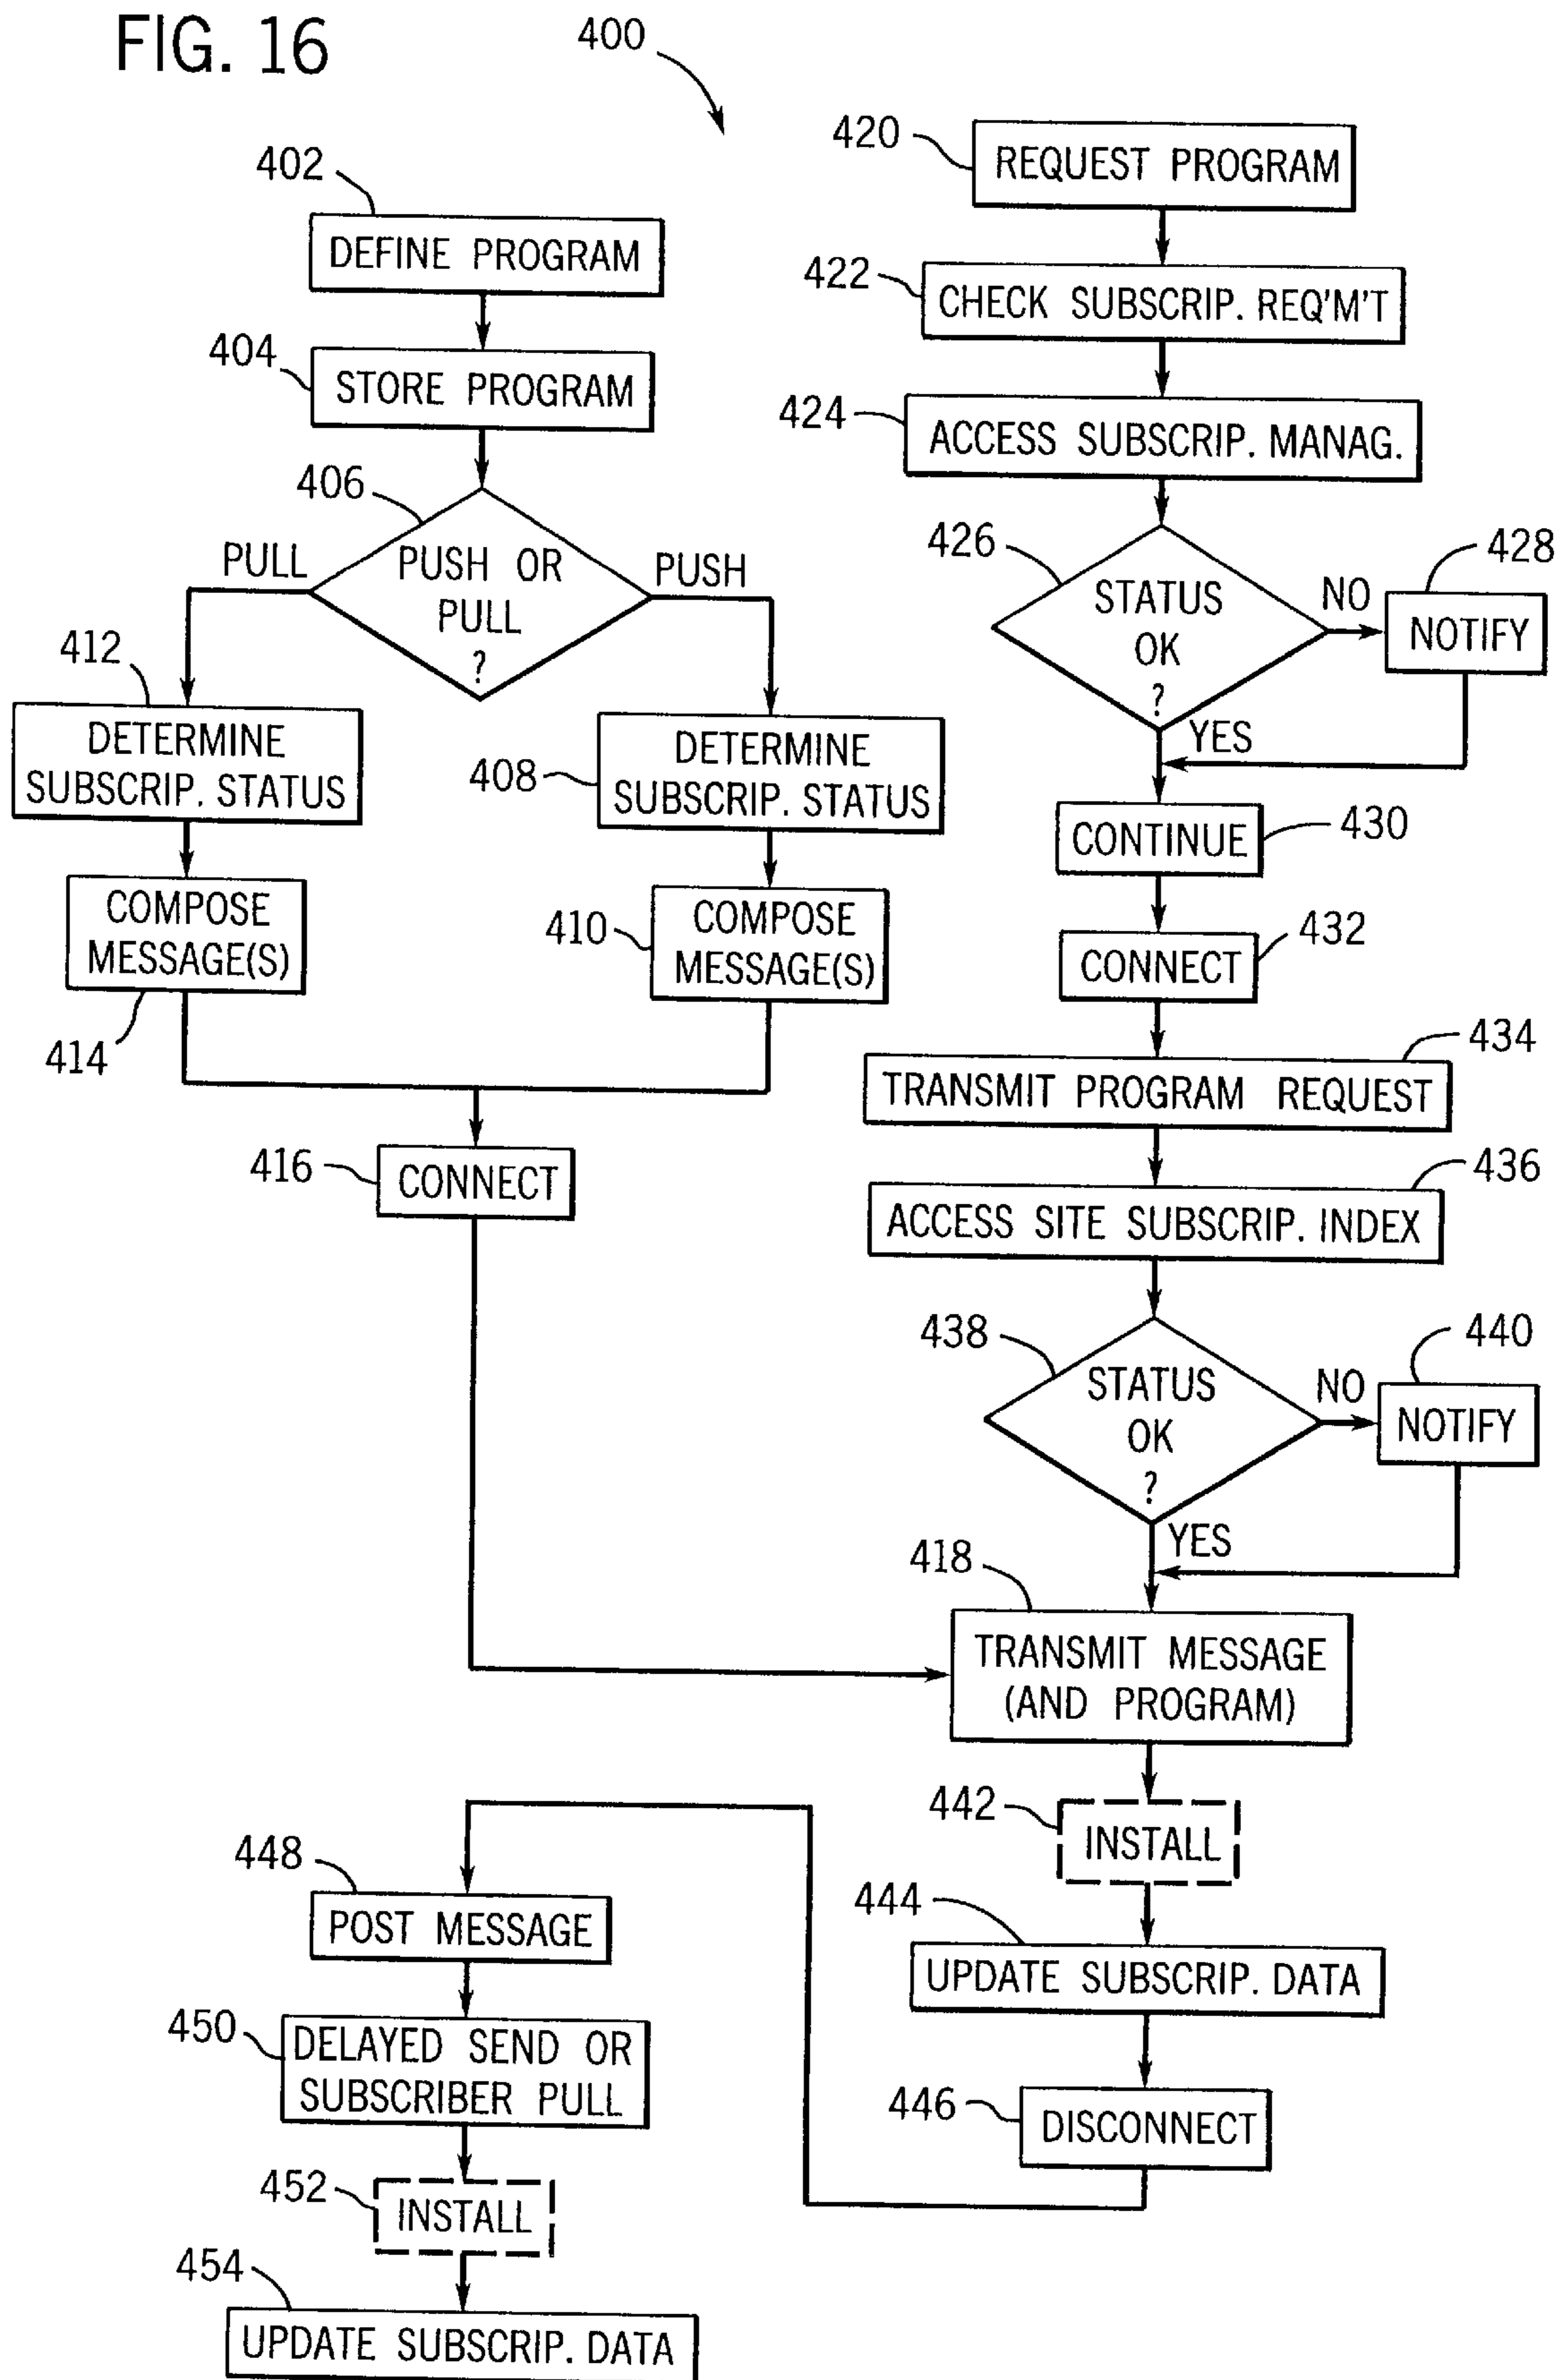 FIG. 16
400
402
DEFINE PROGRAM
404
STORE PROGRAM
406
PUSH OR
PULL
?
PULL
PUSH
412
DETERMINE
SUBSCRIP. STATUS
408
DETERMINE
SUBSCRIP. STATUS
COMPOSE
MESSAGE(S)
414
410
COMPOSE
MESSAGE(S)
416
CONNECT
420
REQUEST PROGRAM
422
CHECK SUBSCRIP. REQ'M'T
424
ACCESS SUBSCRIP. MANAG.
426
STATUS
OK
?
NO
428
NOTIFY
YES
CONTINUE
430
CONNECT
432
434
TRANSMIT PROGRAM REQUEST
436
ACCESS SITE SUBSCRIP. INDEX
438
STATUS
OK
?
NO
440
NOTIFY
YES
418
TRANSMIT MESSAGE
(AND PROGRAM)
442
INSTALL
444
UPDATE SUBSCRIP. DATA
446
DISCONNECT
448
POST MESSAGE
450
DELAYED SEND OR
SUBSCRIBER PULL
452
INSTALL
454
UPDATE SUBSCRIP. DATA